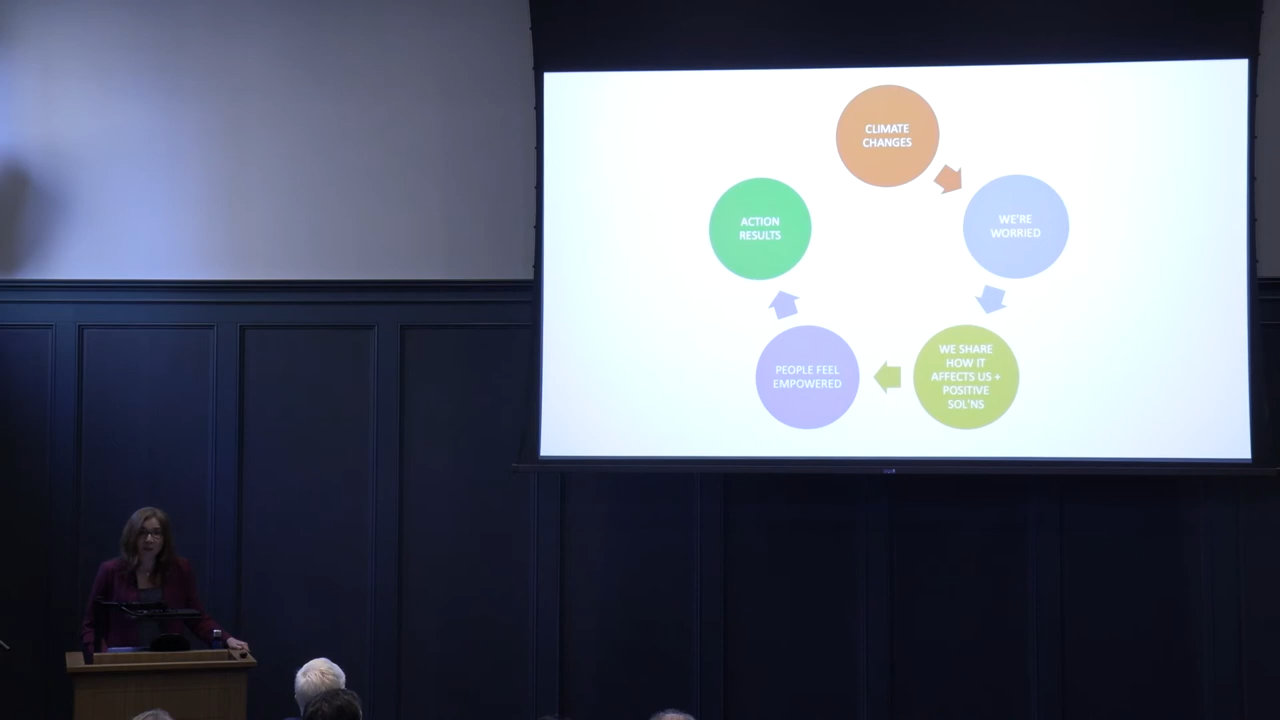 CLIMATE
CHANGES
WE'RE
WORRIED
WE SHARE
HOW IT
AFFECTS US +
POSITIVE
SOL'NS
PEOPLE FEEL
EMPOWERED
ACTION
RESULTS